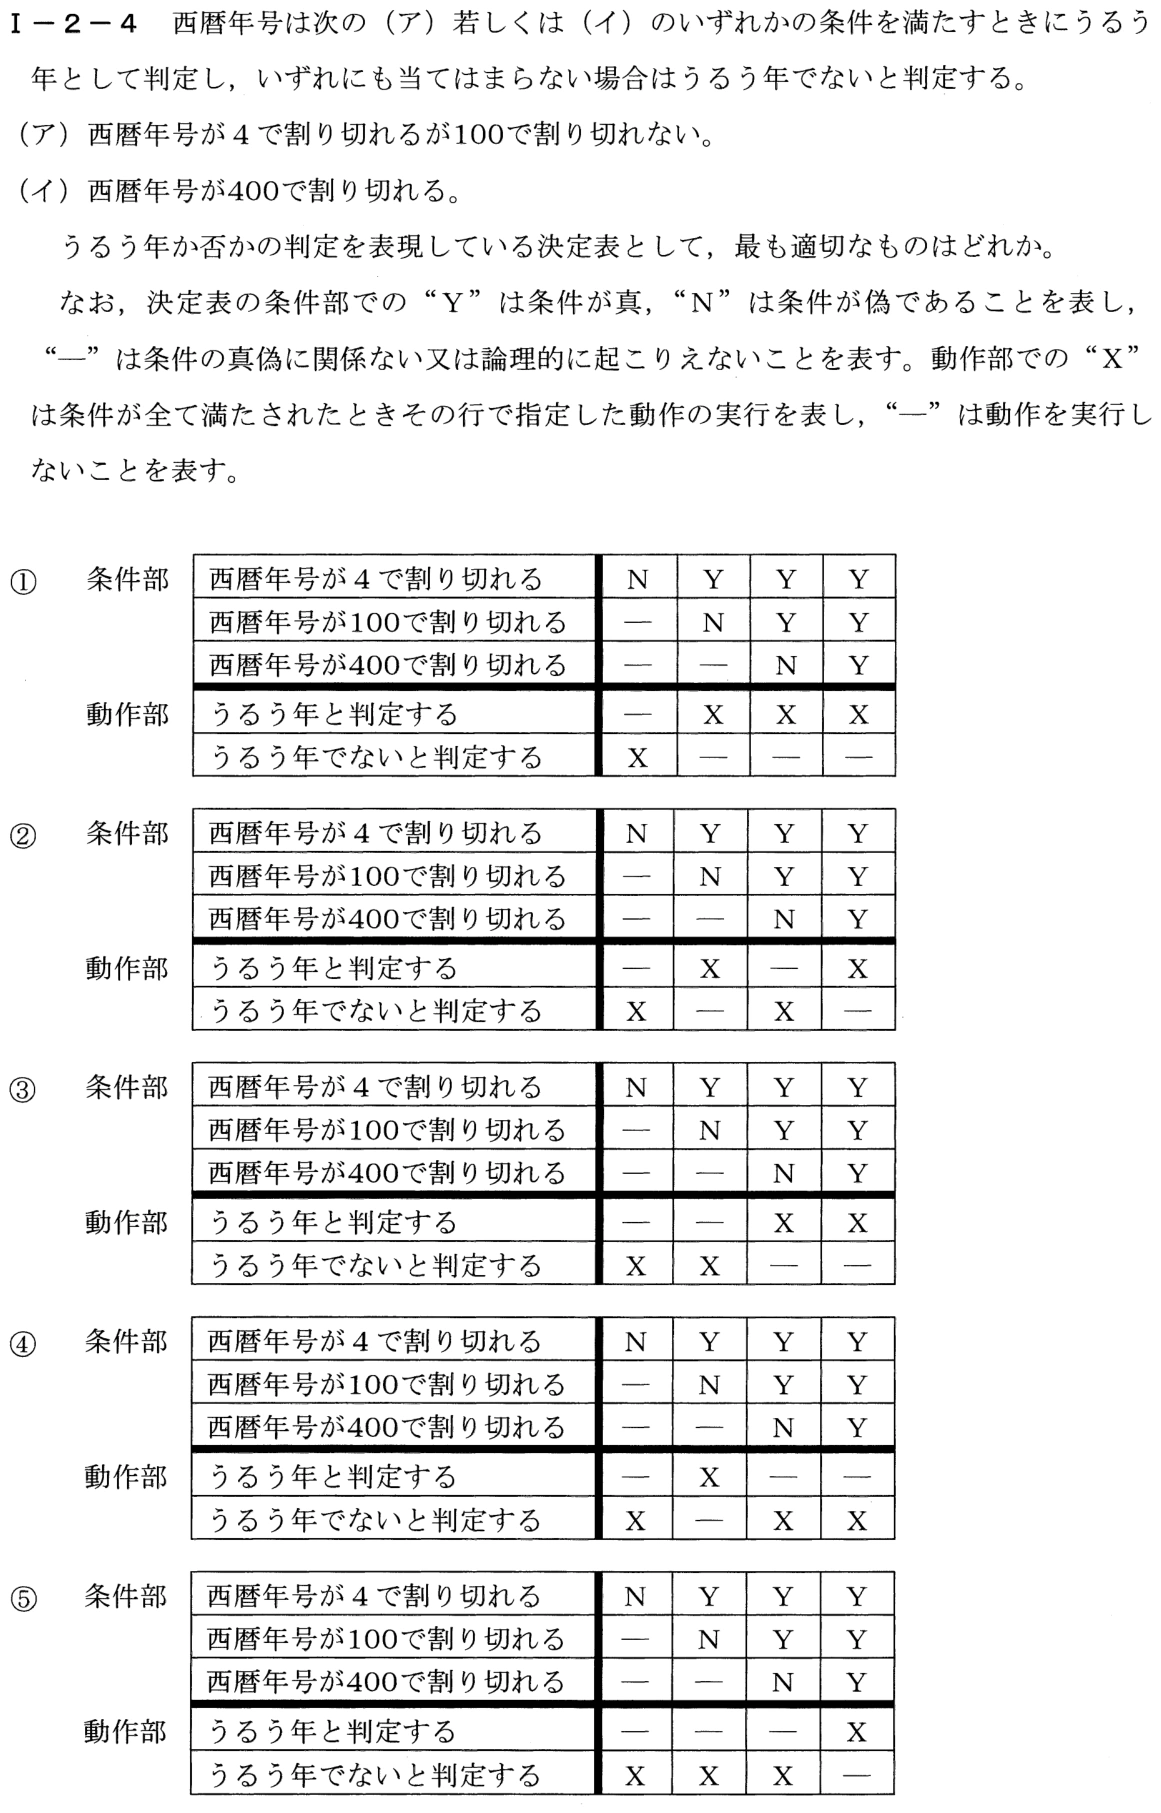 Ⅰ－２－４　西暦年号は次の（ア）若しくは（イ）のいずれかの条件を満たすときにうるう
年として判定し，いずれにも当てはまらない場合はうるう年でないと判定する。
（ア）西暦年号が４で割り切れるが100で割り切れない。
（イ）西暦年号が400で割り切れる。
うるう年か否かの判定を表現している決定表として，最も適切なものはどれか。
なお，決定表の条件部での“Y”は条件が真，“N”は条件が偽であることを表し，
“―”は条件の真偽に関係ない又は論理的に起こりえないことを表す。動作部での“X”
は条件が全て満たされたときその行で指定した動作の実行を表し，“―”は動作を実行し
ないことを表す。
① 条件部 西暦年号が４で割り切れる N Y Y Y
西暦年号が100で割り切れる ― N Y Y
西暦年号が400で割り切れる ― ― N Y
動作部 うるう年と判定する ― X X X
うるう年でないと判定する X ― ― ―
② 条件部 西暦年号が４で割り切れる N Y Y Y
西暦年号が100で割り切れる ― N Y Y
西暦年号が400で割り切れる ― ― N Y
動作部 うるう年と判定する ― X ― X
うるう年でないと判定する X ― X ―
③ 条件部 西暦年号が４で割り切れる N Y Y Y
西暦年号が100で割り切れる ― N Y Y
西暦年号が400で割り切れる ― ― N Y
動作部 うるう年と判定する ― ― X X
うるう年でないと判定する X X ― ―
④ 条件部 西暦年号が４で割り切れる N Y Y Y
西暦年号が100で割り切れる ― N Y Y
西暦年号が400で割り切れる ― ― N Y
動作部 うるう年と判定する ― X ― ―
うるう年でないと判定する X ― X X
⑤ 条件部 西暦年号が４で割り切れる N Y Y Y
西暦年号が100で割り切れる ― N Y Y
西暦年号が400で割り切れる ― ― N Y
動作部 うるう年と判定する ― ― ― X
うるう年でないと判定する X X X ―